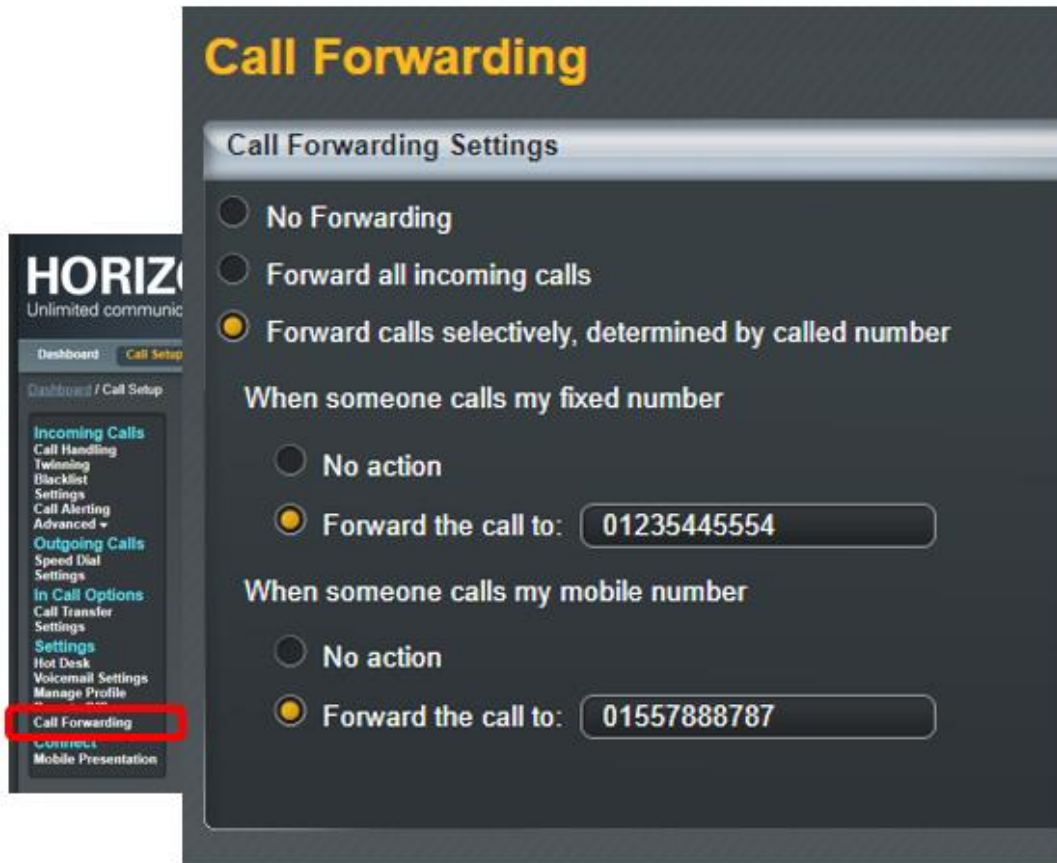 Call Forwarding
Call Forwarding Settings
No Forwarding
Forward all incoming calls
Forward calls selectively, determined by called number
When someone calls my fixed number
No action
Forward the call to: 01235445554
When someone calls my mobile number
No action
Forward the call to: 01557888787
HORIZ
Unlimited communic
Dashboard Call Setup
Dashboard / Call Setup
Incoming Calls
Call Handling
Twinning
Blacklist
Settings
Call Alerting
Advanced
Outgoing Calls
Speed Dial
Settings
In Call Options
Call Transfer
Settings
Settings
Hot Desk
Voicemail Settings
Manage Profile
Call Forwarding
Connect
Mobile Presentation